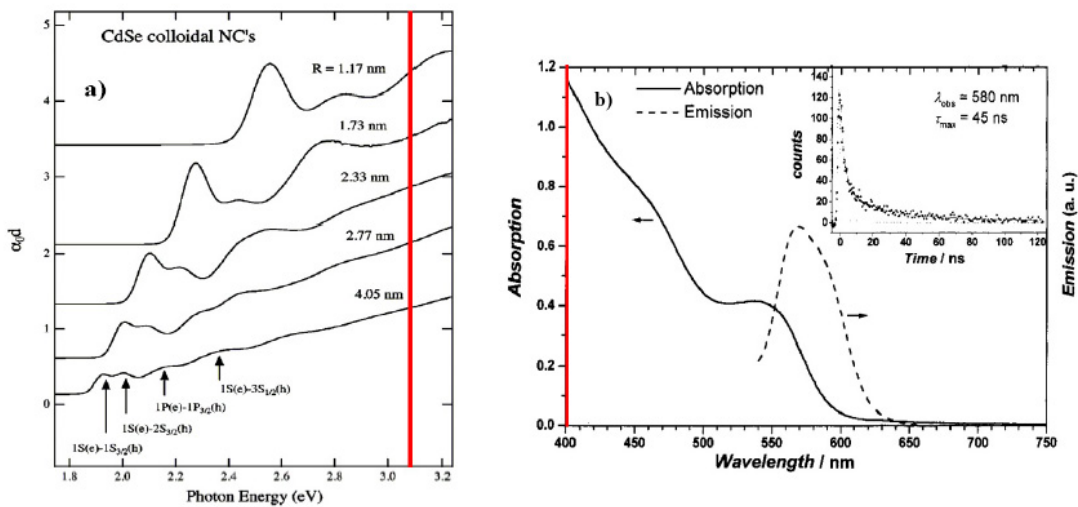 CdSe colloidal NC's
a)
R = 1.17 nm
1.73 nm
2.33 nm
2.77 nm
4.05 nm
1S(e)-3S1/2(h)
1P(e)-1P3/2(h)
1S(e)-2S3/2(h)
1S(e)-1S3/2(h)
5
4
3
2
1
0
α0d
1.8 2.0 2.2 2.4 2.6 2.8 3.0 3.2
Photon Energy (eV)
b)
Absorption
Emission
1.2
1.0
0.8
0.6
0.4
0.2
0.0
Absorption
400 450 500 550 600 650 700 750
Wavelength / nm
Emission (a. u.)
λobs = 580 nm
τmax = 45 ns
140
120
100
80
60
40
20
0
counts
0 20 40 60 80 100 120
Time / ns